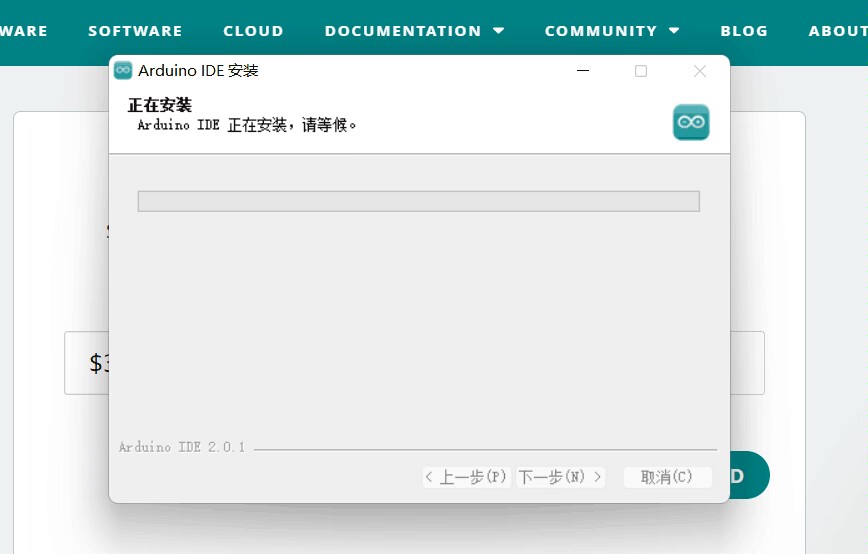 WARE SOFTWARE CLOUD DOCUMENTATION COMMUNITY BLOG ABOUT
Arduino IDE 安装
正在安装
Arduino IDE 正在安装，请等候。
$3
Arduino IDE 2.0.1
< 上一步(P) 下一步(N) > 取消(C)
D